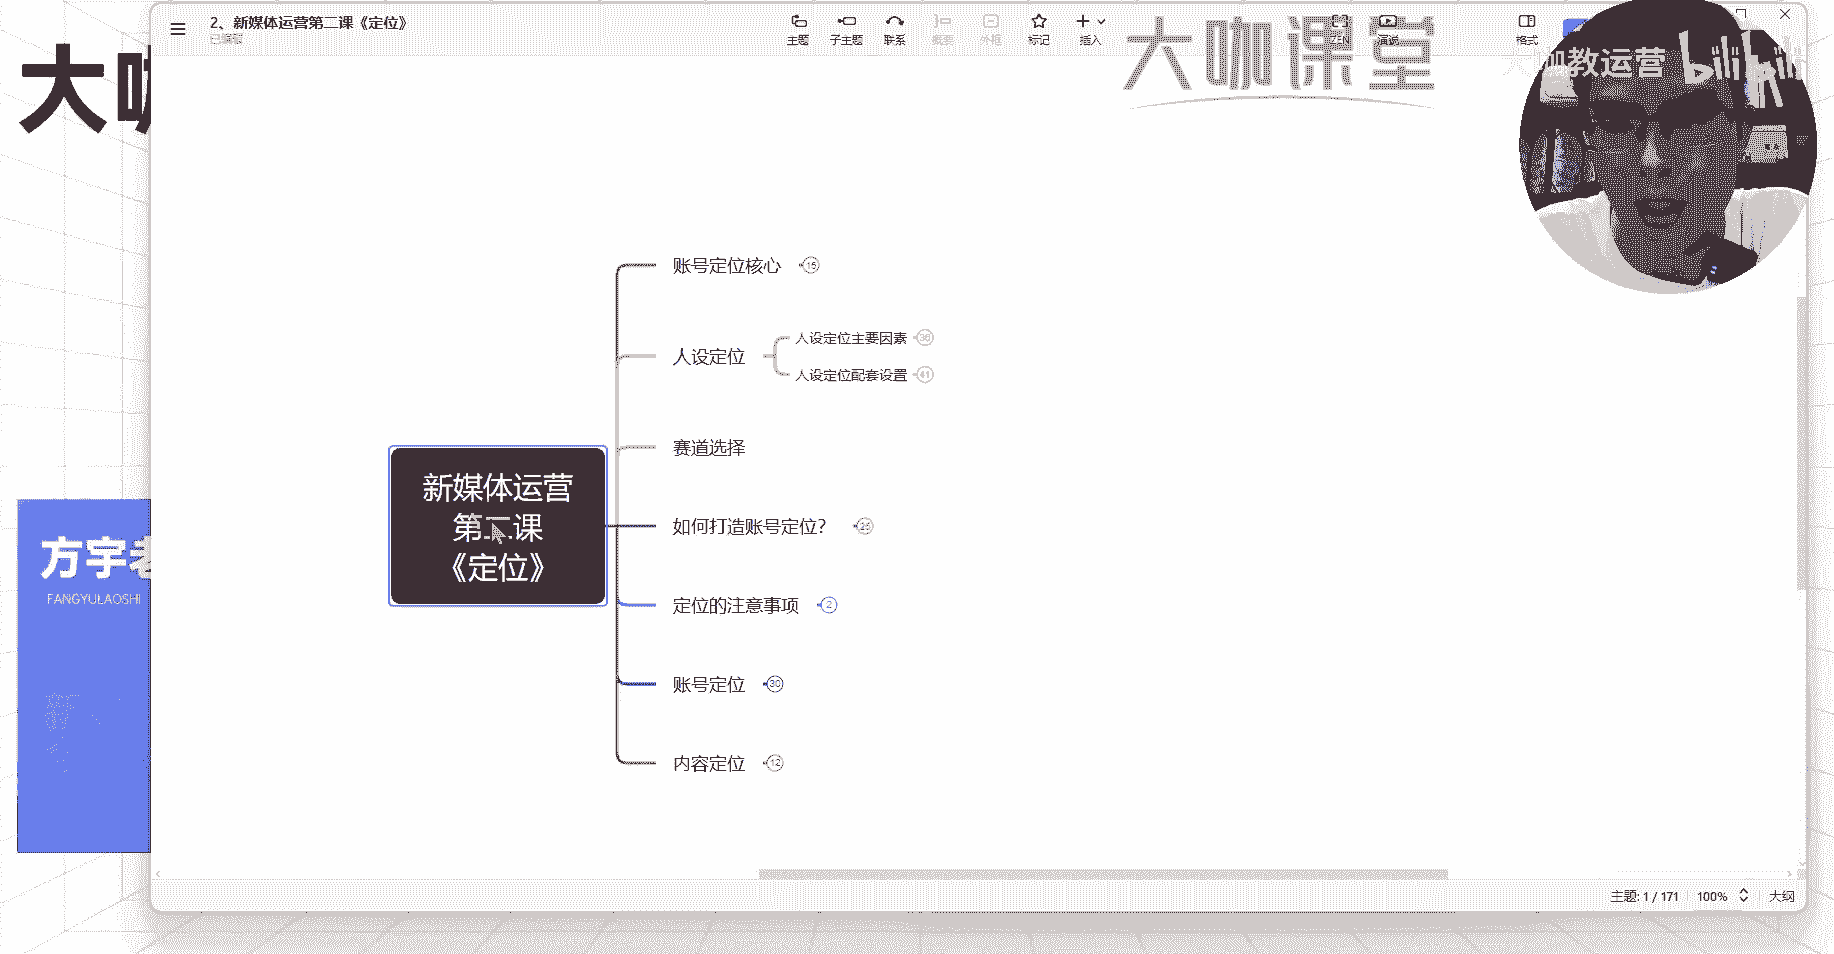 2、新媒体运营第二课《定位》
已编辑
主题
子主题
联系
概要
外框
标记
插入
ZEN
演说
格式
大咖课堂
大咖教运营
bilibili
大咖
账号定位核心 15
人设定位
人设定位主要因素 36
人设定位配套设置 41
赛道选择
新媒体运营
第二课
《定位》
如何打造账号定位？
定位的注意事项 2
账号定位 30
内容定位 12
方宇老
FANGYULAOSHI
主题: 1 / 171
100%
大纲